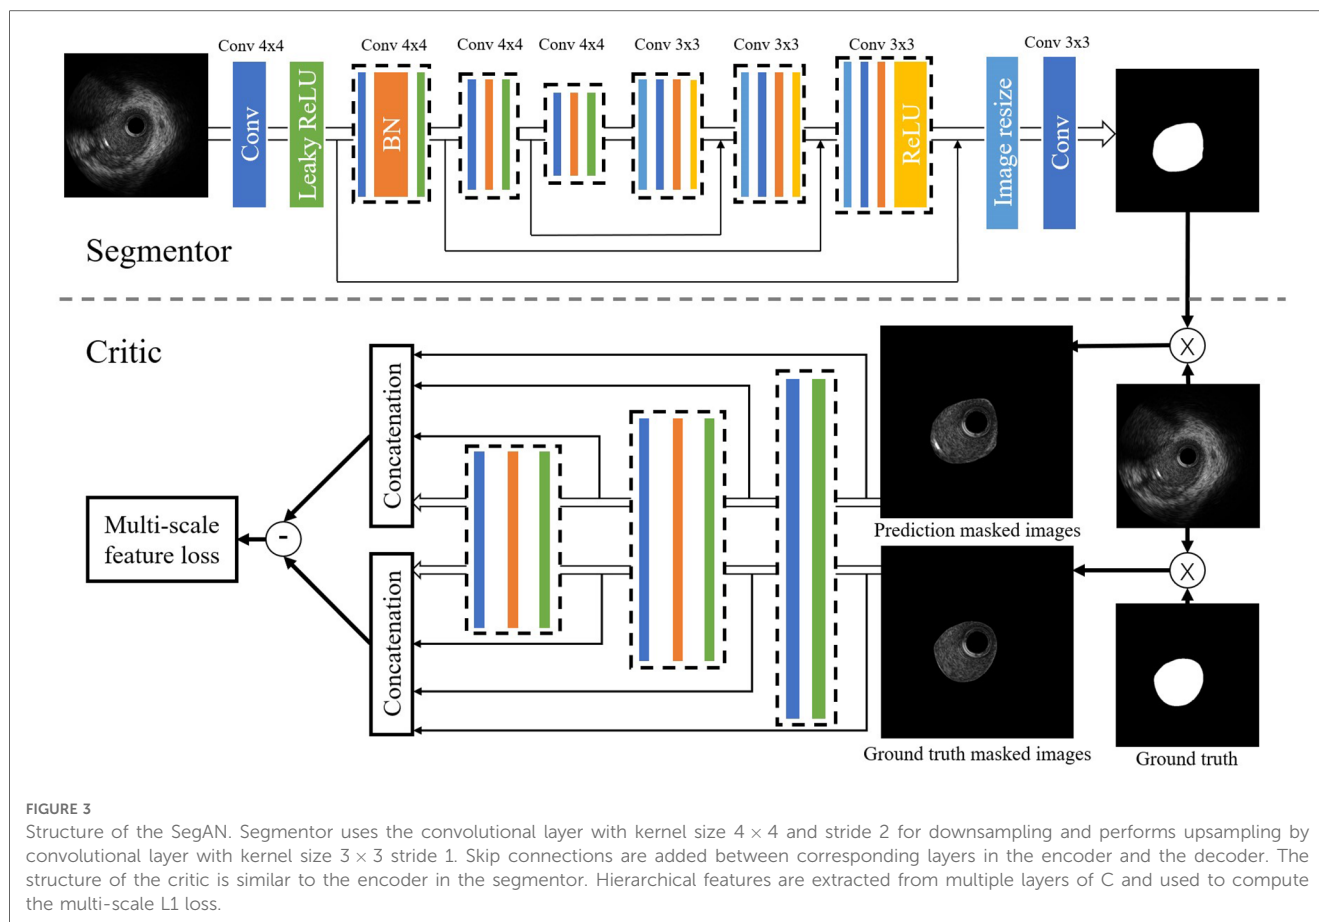 Conv 4x4
Conv 4x4
Conv 4x4
Conv 4x4
Conv 3x3
Conv 3x3
Conv 3x3
Conv 3x3
Conv
Leaky ReLU
BN
ReLU
Image resize
Conv
Segmentor
Critic
Concatenation
X
Prediction masked images
Multi-scale
feature loss
-
Concatenation
X
Ground truth masked images
Ground truth
FIGURE 3
Structure of the SegAN. Segmentor uses the convolutional layer with kernel size 4 × 4 and stride 2 for downsampling and performs upsampling by
convolutional layer with kernel size 3 × 3 stride 1. Skip connections are added between corresponding layers in the encoder and the decoder. The
structure of the critic is similar to the encoder in the segmentor. Hierarchical features are extracted from multiple layers of C and used to compute
the multi-scale L1 loss.